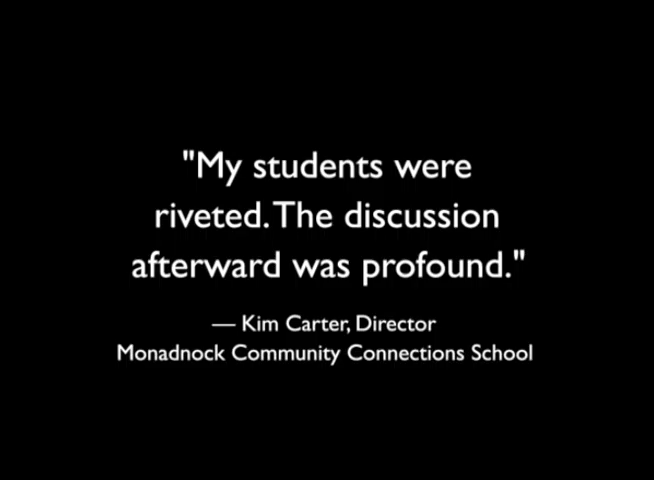 "My students were
riveted. The discussion
afterward was profound."
— Kim Carter, Director
Monadnock Community Connections School